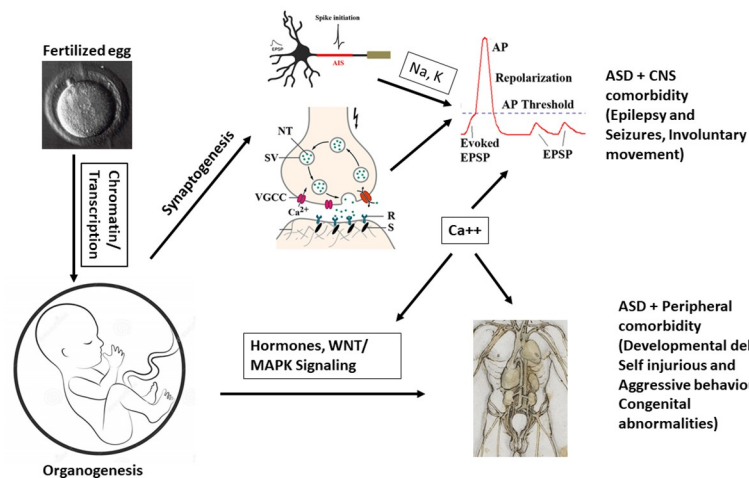 Fertilized egg
Chromatin/
Transcription
Organogenesis
Synaptogenesis
Spike initiation
EPSP
AIS
NT
SV
VGCC
Ca2+
R
S
Na, K
AP
Repolarization
AP Threshold
Evoked
EPSP
EPSP
Ca++
Hormones, WNT/
MAPK Signaling
ASD + CNS
comorbidity
(Epilepsy and
Seizures, Involuntary
movement)
ASD + Peripheral
comorbidity
(Developmental del
Self injurious and
Aggressive behavio
Congenital
abnormalities)